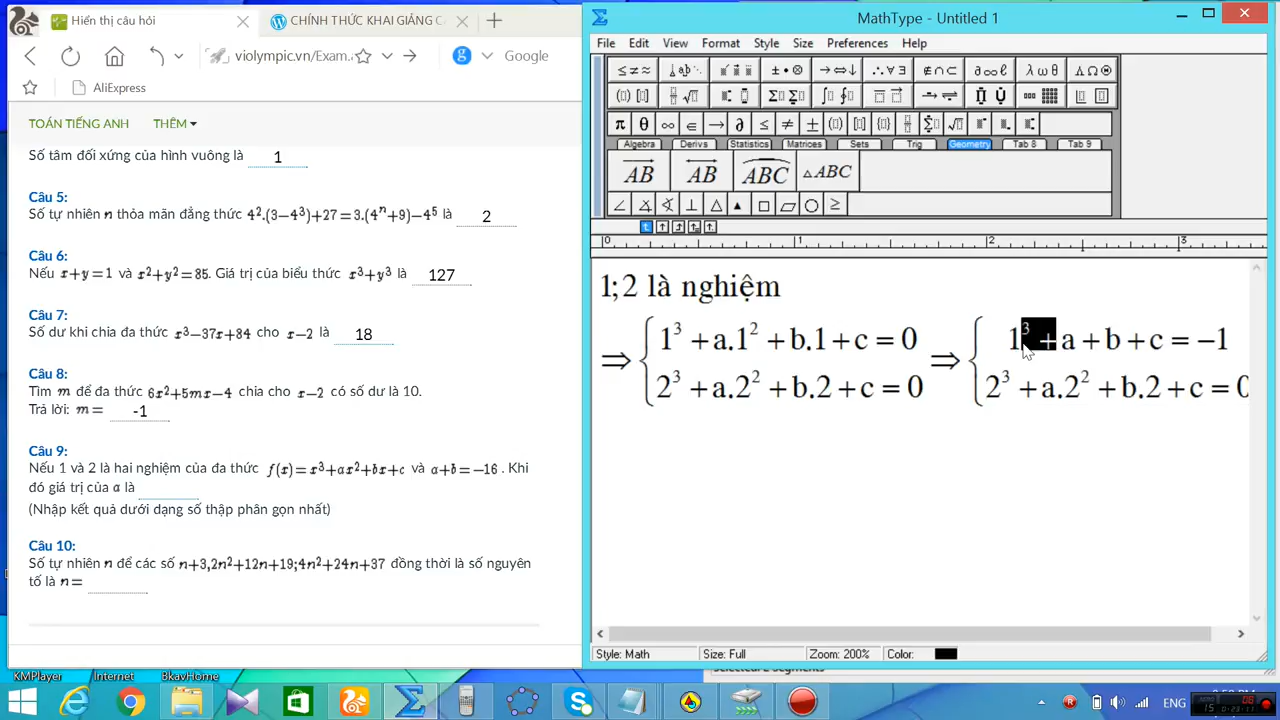 Hiển thị câu hỏi
CHÍNH THỨC KHAI GIẢNG C
violympic.vn/Exam.
Google
AliExpress
TOÁN TIẾNG ANH THÊM
Số tâm đối xứng của hình vuông là 1
Câu 5:
Số tự nhiên n thỏa mãn đẳng thức 4².(3−4³)+27=3.(4ⁿ+9)−4⁵ là 2
Câu 6:
Nếu x+y=1 và x²+y²=85. Giá trị của biểu thức x³+y³ là 127
Câu 7:
Số dư khi chia đa thức x³−37x+84 cho x−2 là 18
Câu 8:
Tìm m để đa thức 6x²+5mx−4 chia cho x−2 có số dư là 10.
Trả lời: m= -1
Câu 9:
Nếu 1 và 2 là hai nghiệm của đa thức f(x)=x³+ax²+bx+c và a+b=−16. Khi
đó giá trị của a là
(Nhập kết quả dưới dạng số thập phân gọn nhất)
Câu 10:
Số tự nhiên n để các số n+3,2n²+12n+19;4n²+24n+37 đồng thời là số nguyên
tố là n=
MathType - Untitled 1
File Edit View Format Style Size Preferences Help
Algebra Derivs Statistics Matrices Sets Trig Geometry Tab 8 Tab 9
AB AB ABC △ABC
0 1 2 3
1;2 là nghiệm
⇒ { 1³ + a.1² + b.1 + c = 0 ⇒ { 1³ + a + b + c = −1
2³ + a.2² + b.2 + c = 0 2³ + a.2² + b.2 + c = 0
Style: Math Size: Full Zoom: 200% Color:
KMPlayer Internet BkavHome
ENG